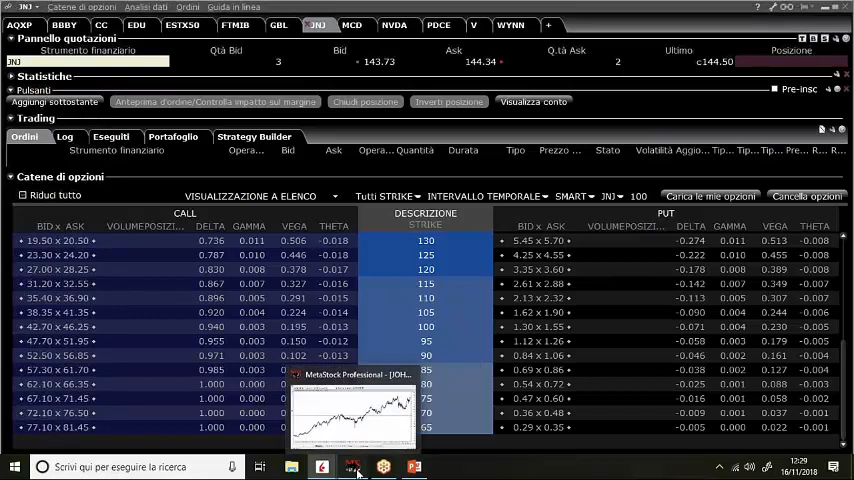 JNJ Catene di opzioni Analisi dati Ordini Guida in linea
AQXP BBBY CC EDU ESTX50 FTMIB GBL JNJ MCD NVDA PDCE V WYNN +
Pannello quotazioni T B S
Strumento finanziario Qtà Bid Bid Ask Q.tà Ask Ultimo Posizione
JNJ 3 143.73 144.34 2 c144.50
Statistiche
Pulsanti Pre-insc
Aggiungi sottostante Anteprima d'ordine/Controlla impatto sul margine Chiudi posizione Inverti posizione Visualizza conto
Trading
Ordini Log Eseguiti Portafoglio Strategy Builder
Strumento finanziario Opera... Bid Ask Opera... Quantità Durata Tipo Prezzo ... Stato Volatilità Aggio... Tip... Tip... Pre... R... R...
Catene di opzioni
Riduci tutto VISUALIZZAZIONE A ELENCO Tutti STRIKE INTERVALLO TEMPORALE SMART JNJ 100 Carica le mie opzioni Cancella opzioni
CALL DESCRIZIONE PUT
BID x ASK VOLUME POSIZI... DELTA GAMMA VEGA THETA STRIKE BID x ASK VOLUME POSIZI... DELTA GAMMA VEGA THETA
19.50 x 20.50 0.736 0.011 0.506 -0.018 130 5.45 x 5.70 -0.274 0.011 0.513 -0.008
23.30 x 24.20 0.787 0.010 0.446 -0.018 125 4.25 x 4.55 -0.222 0.010 0.455 -0.008
27.00 x 28.25 0.830 0.008 0.378 -0.017 120 3.35 x 3.60 -0.178 0.008 0.389 -0.008
31.20 x 32.55 0.867 0.007 0.327 -0.016 115 2.61 x 2.88 -0.142 0.007 0.349 -0.008
35.40 x 36.90 0.896 0.005 0.291 -0.015 110 2.13 x 2.32 -0.113 0.005 0.307 -0.007
38.35 x 41.35 0.920 0.004 0.224 -0.014 105 1.62 x 1.90 -0.090 0.004 0.244 -0.006
42.70 x 46.25 0.940 0.003 0.195 -0.013 100 1.30 x 1.55 -0.071 0.004 0.230 -0.005
47.70 x 51.95 0.955 0.002 0.150 -0.012 95 1.12 x 1.26 -0.058 0.003 0.206 -0.005
52.50 x 56.85 0.971 0.002 0.102 -0.013 90 0.84 x 1.06 -0.046 0.002 0.161 -0.004
57.30 x 61.70 0.985 0.001 85 0.69 x 0.86 -0.038 0.002 0.127 -0.003
62.10 x 66.35 1.000 0.000 80 0.54 x 0.64 -0.025 0.001 0.088 -0.003
67.10 x 71.45 1.000 0.000 75 0.47 x 0.60 -0.016 0.001 0.058 -0.002
72.10 x 76.50 1.000 0.000 70 0.36 x 0.48 -0.009 0.001 0.037 -0.001
77.10 x 81.45 1.000 0.000 65 0.29 x 0.35 -0.005 0.000 0.022 -0.001
MetaStock Professional - [JOH...
Scrivi qui per eseguire la ricerca
12:29
16/11/2018